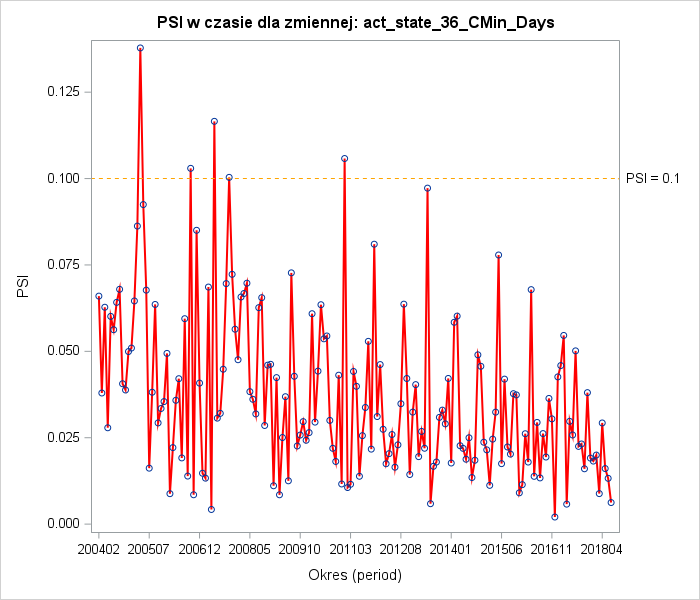 PSI w czasie dla zmiennej: act_state_36_CMin_Days
0.125
0.100
PSI = 0.1
0.075
PSI
0.050
0.025
0.000
200402 200507 200612 200805 200910 201103 201208 201401 201506 201611 201804
Okres (period)